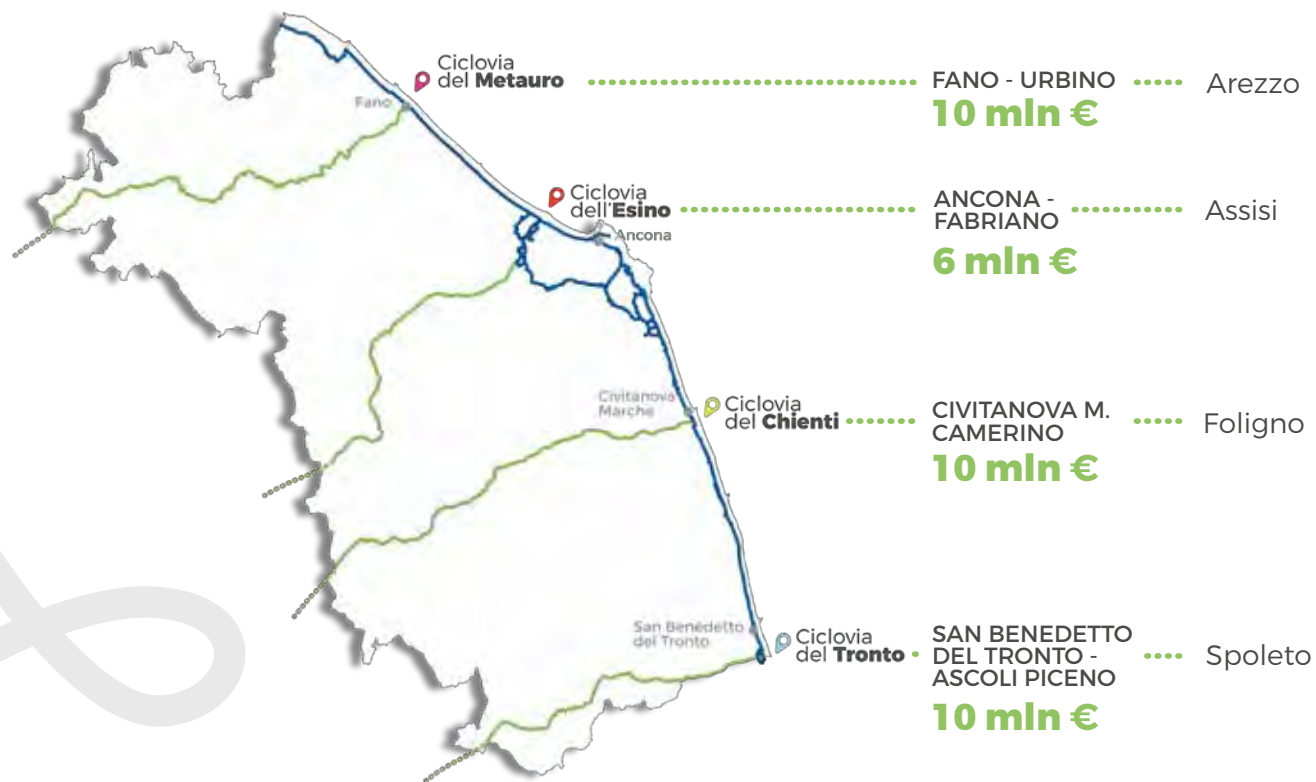 Ciclovia
del Metauro
FANO - URBINO
10 mln €
Arezzo
Fano
Ciclovia
dell'Esino
ANCONA -
FABRIANO
6 mln €
Assisi
Ancona
Civitanova
Marche
Ciclovia
del Chienti
CIVITANOVA M.
CAMERINO
10 mln €
Foligno
San Benedetto
del Tronto
Ciclovia
del Tronto
SAN BENEDETTO
DEL TRONTO -
ASCOLI PICENO
10 mln €
Spoleto